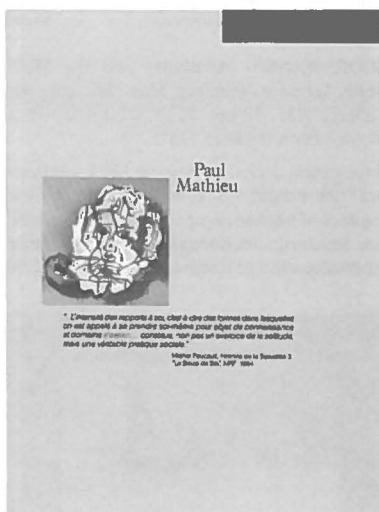 Paul
Mathieu
" L'intensité des rapports à soi, c'est à dire des formes dans lesquelles
on est appelé à se prendre soi-même pour objet de connaissance
et domaine constitue, non pas un exercice de la solitude,
mais une véritable pratique sociale."
Michel Foucault, Histoire de la Sexualité 3
"Le Souci de Soi", NRF 1984